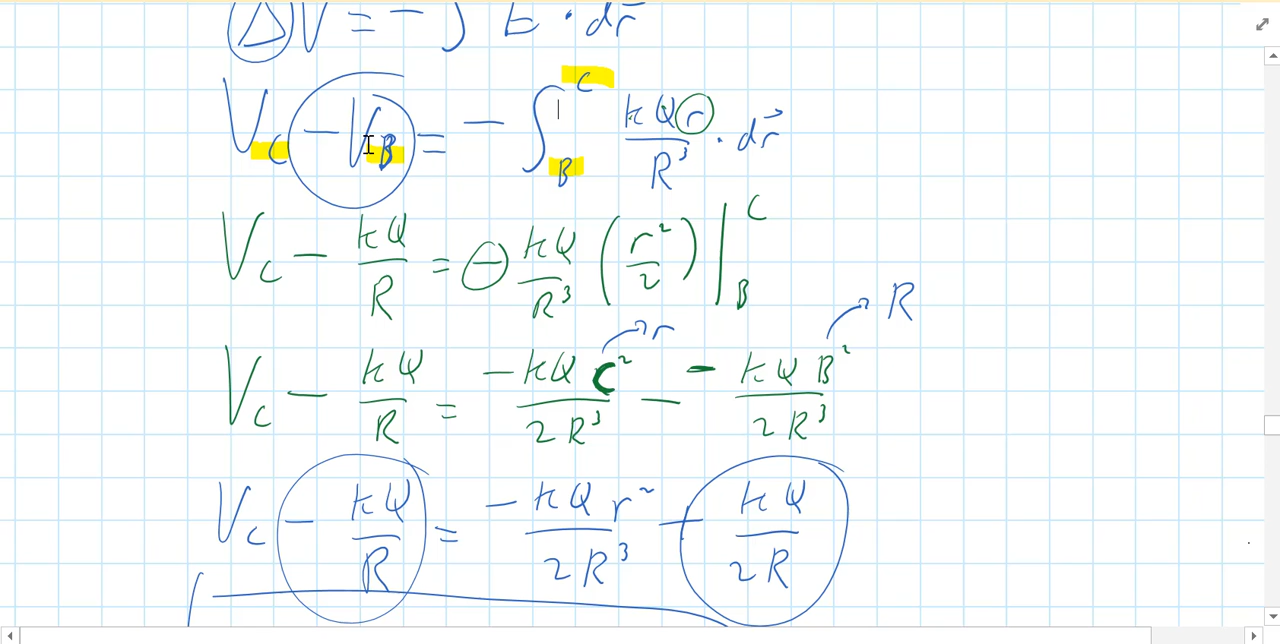 ΔV = - ∫ E · dr⃗
V_C - V_B = - ∫_B^C kQr/R³ · dr⃗
V_C - kQ/R = - kQ/R³ (r²/2) |_B^C
→ r → R
V_C - kQ/R = -kQC²/2R³ - - kQB²/2R³
V_C - kQ/R = -kQr²/2R³ + kQ/2R